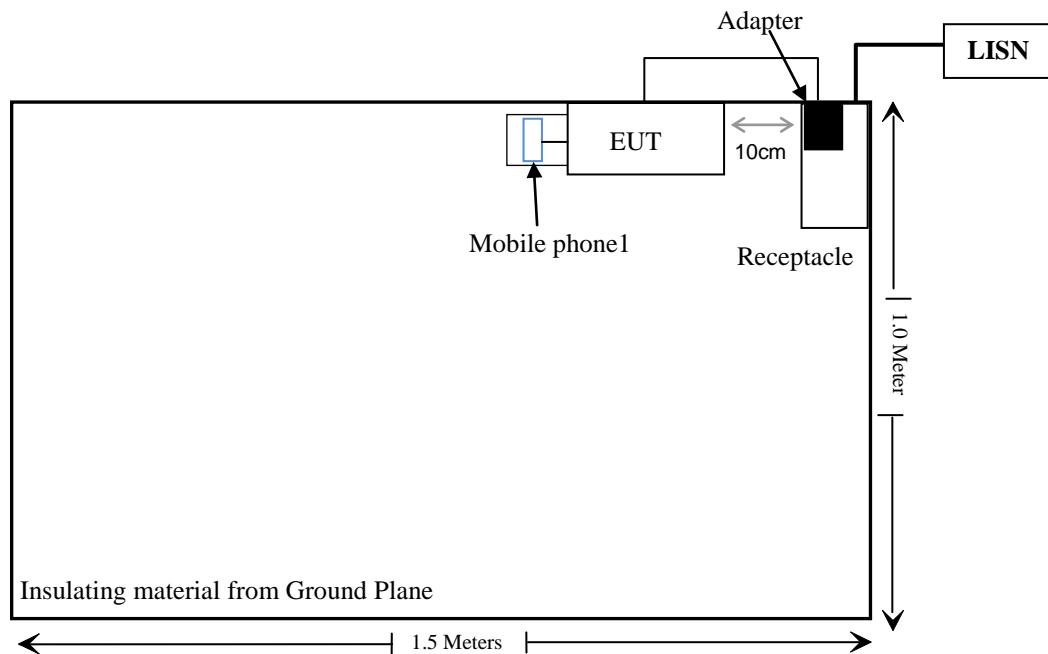 Adapter
LISN
EUT
10cm
Mobile phone1
Receptacle
1.0 Meter
Insulating material from Ground Plane
1.5 Meters